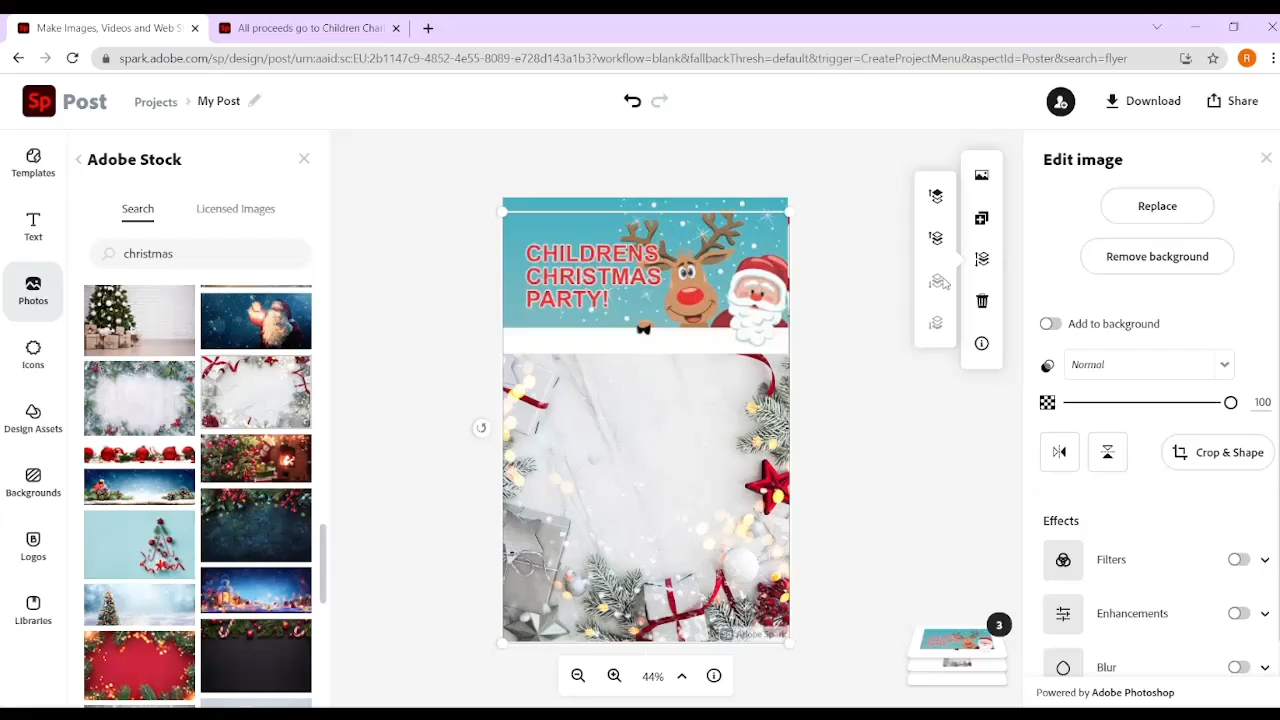 Make Images, Videos and Web S
All proceeds go to Children Char
spark.adobe.com/sp/design/post/urn:aaid:sc:EU:2b1147c9-4852-4e55-8089-e728d143a1b3?workflow=blank&fallbackThresh=default&trigger=CreateProjectMenu&aspectId=Poster&search=flyer
R
Sp Post
Projects › My Post
Download
Share
Templates
Text
Photos
Icons
Design Assets
Backgrounds
Logos
Libraries
Adobe Stock
Search
Licensed Images
christmas
CHILDRENS
CHRISTMAS
PARTY!
Adobe Spark
44%
3
Edit image
Replace
Remove background
Add to background
Normal
100
Crop & Shape
Effects
Filters
Enhancements
Blur
Powered by Adobe Photoshop